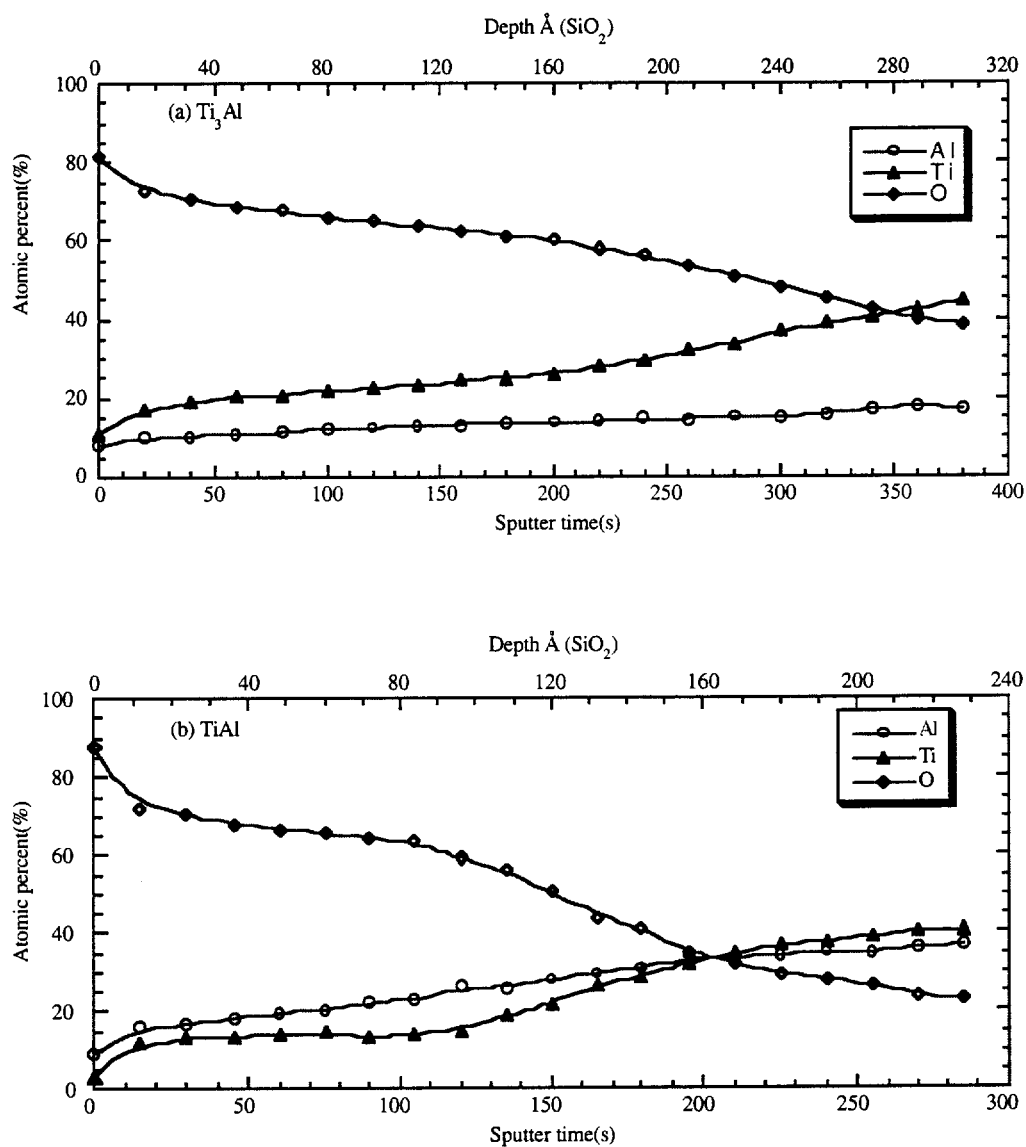 Depth Å (SiO₂)
0 40 80 120 160 200 240 280 320
100
80
60
40
20
0
Atomic percent(%)
(a) Ti₃Al
Al
Ti
O
0 50 100 150 200 250 300 350 400
Sputter time(s)
Depth Å (SiO₂)
0 40 80 120 160 200 240
100
80
60
40
20
0
Atomic percent(%)
(b) TiAl
Al
Ti
O
0 50 100 150 200 250 300
Sputter time(s)